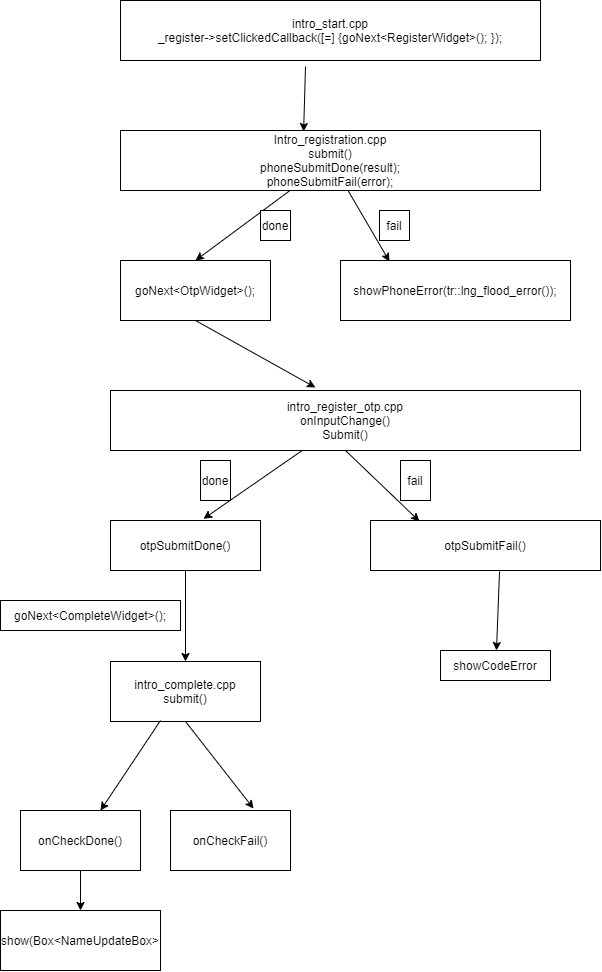 intro_start.cpp
_register->setClickedCallback([=] {goNext<RegisterWidget>(); });
Intro_registration.cpp
submit()
phoneSubmitDone(result);
phoneSubmitFail(error);
done
fail
goNext<OtpWidget>();
showPhoneError(tr::lng_flood_error());
intro_register_otp.cpp
onInputChange()
Submit()
done
fail
otpSubmitDone()
otpSubmitFail()
goNext<CompleteWidget>();
showCodeError
intro_complete.cpp
submit()
onCheckDone()
onCheckFail()
show(Box<NameUpdateBox>